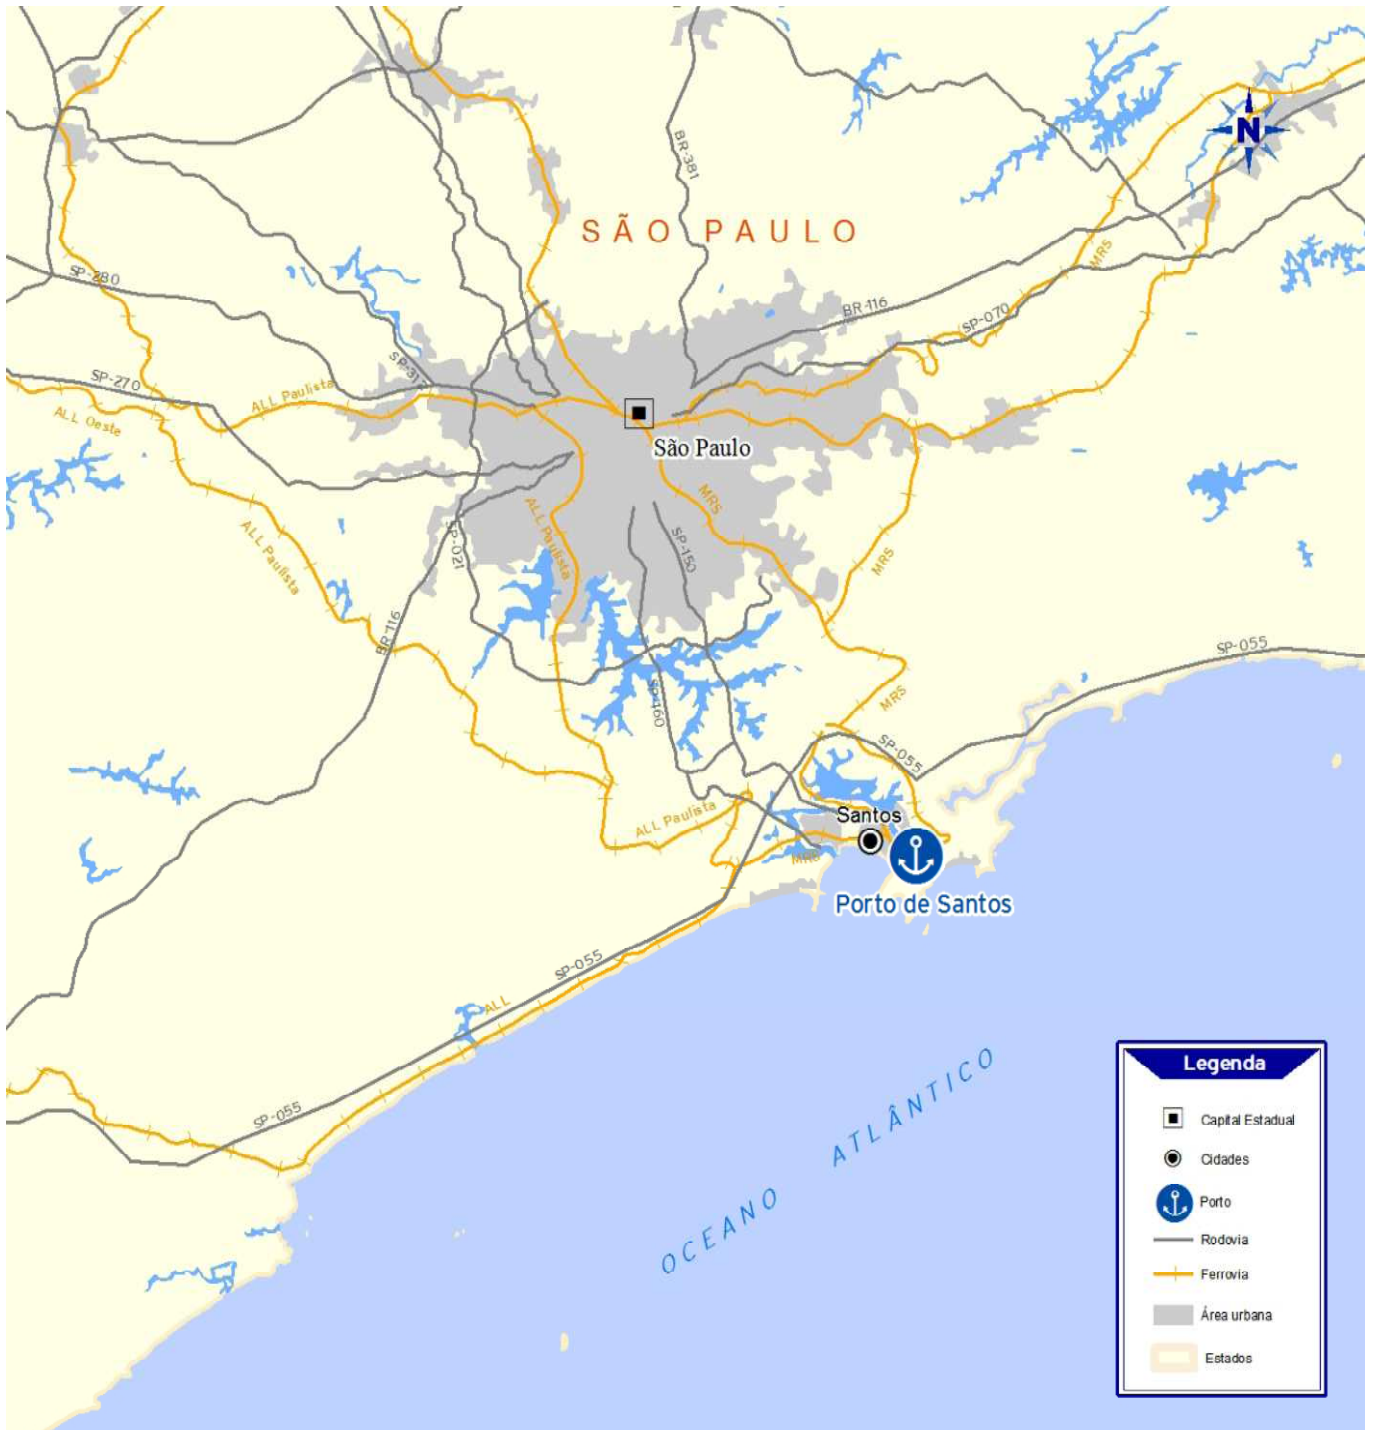 BR-381
N
SÃO PAULO
MRS
SP-280
BR-116
SP-070
SP-270
SP-312
ALL Paulista
ALL Oeste
São Paulo
MRS
ALL Paulista
SP-021
ALL Paulista
SP-150
MRS
BR-116
SP-055
SP-160
MRS
SP-055
ALL Paulista
Santos
MRS
Porto de Santos
SP-055
ALL
SP-055
OCEANO ATLÂNTICO
Legenda
Capital Estadual
Cidades
Porto
Rodovia
Ferrovia
Área urbana
Estados